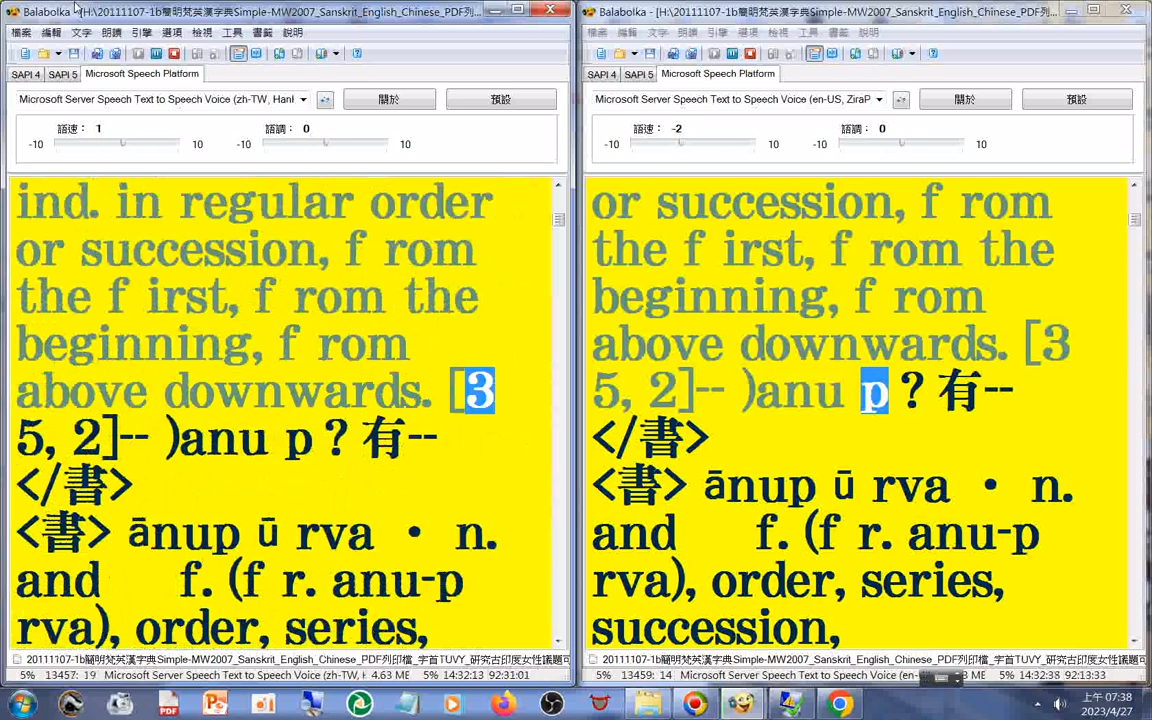 Balabolka - [H:\20111107-1b簡明梵英漢字典Simple-MW2007_Sanskrit_English_Chinese_PDF列印...
檔案 編輯 文字 朗讀 引擎 選項 檢視 工具 書籤 說明
SAPI 4 SAPI 5 Microsoft Speech Platform
Microsoft Server Speech Text to Speech Voice (zh-TW, Hanl
關於 預設
語速： 1 語調： 0
-10 10 -10 10
ind. in regular order
or succession, f rom
the f irst, f rom the
beginning, f rom
above downwards. [3
5, 2]-- )anu p？有--
</書>
<書> ānup ū rva • n.
and f. (f r. anu-p
rva), order, series,
20111107-1b簡明梵英漢字典Simple-MW2007_Sanskrit_English_Chinese_PDF列印檔_字首TUVY_研究古印度女性議題可
5% 13457: 19 Microsoft Speech Platform Microsoft Server Speech Text to Speech Voice (zh-TW, H 4.63 ME 5% 14:32:13 92:31:01
Balabolka - [H:\20111107-1b簡明梵英漢字典Simple-MW2007_Sanskrit_English_Chinese_PDF列印...
檔案 編輯 文字 朗讀 引擎 選項 檢視 工具 書籤 說明
SAPI 4 SAPI 5 Microsoft Speech Platform
Microsoft Server Speech Text to Speech Voice (en-US, ZiraP
關於 預設
語速： -2 語調： 0
-10 10 -10 10
or succession, f rom
the f irst, f rom the
beginning, f rom
above downwards. [3
5, 2]-- )anu p？有--
</書>
<書> ānup ū rva • n.
and f. (f r. anu-p
rva), order, series,
succession,
20111107-1b簡明梵英漢字典Simple-MW2007_Sanskrit_English_Chinese_PDF列印檔_字首TUVY_研究古印度女性議題可
5% 13459: 14 Microsoft Server Speech Text to Speech Voice 3 ME 5% 14:32:38 92:13:33
上午 07:38
2023/4/27